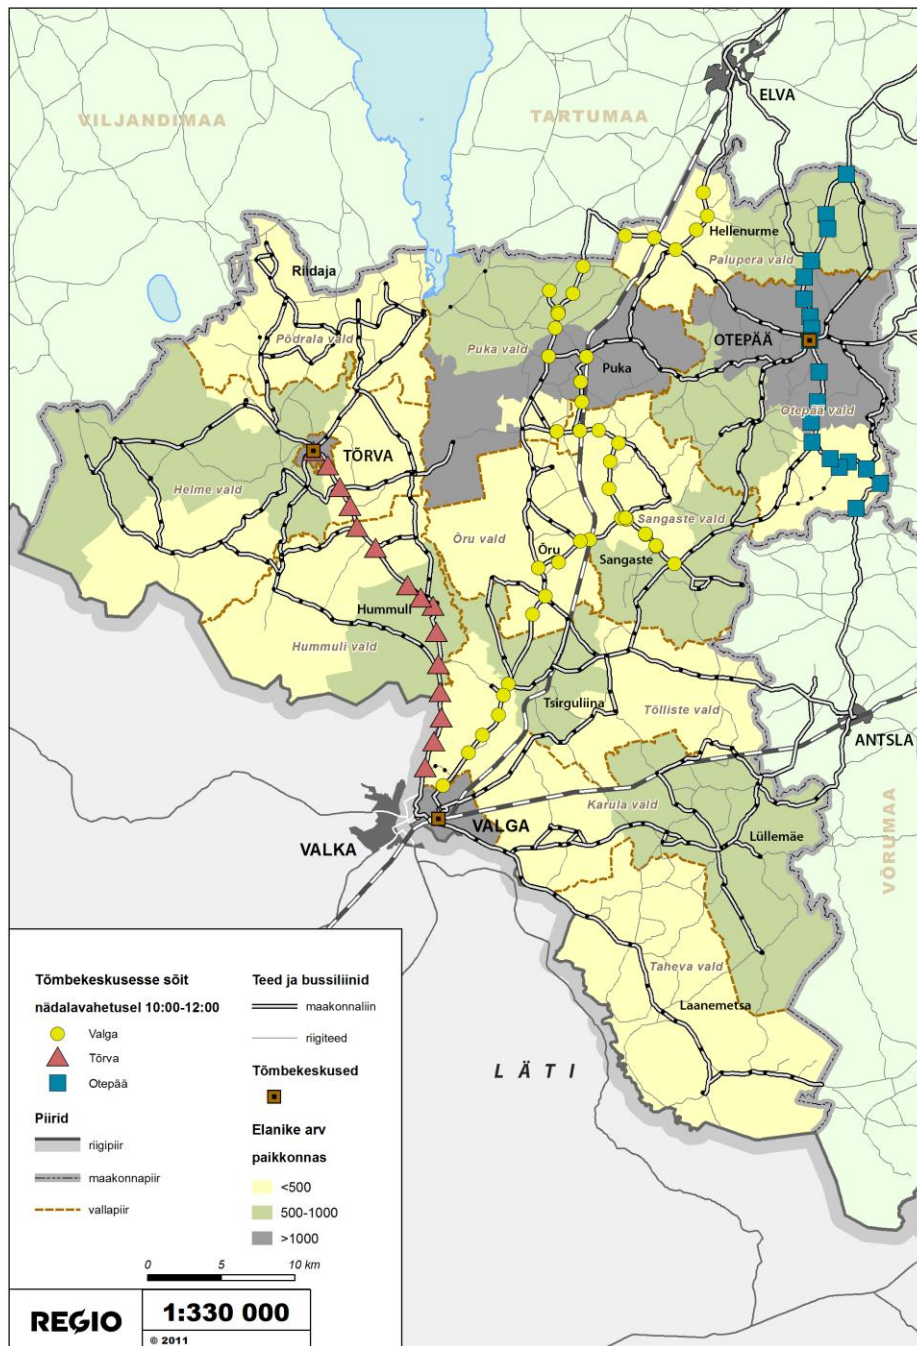 ELVA
VILJANDIMAA
TARTUMAA
Hellenurme
Palupera vald
Riidaja
Põdrala vald
Puka vald
OTEPÄÄ
Puka
Otepää vald
TÕRVA
Helme vald
Õru vald
Sangaste vald
Õru
Sangaste
Hummuli
Hummuli vald
Tsirguliina
Tõlliste vald
ANTSLA
Karula vald
VALGA
VALKA
Lüllemäe
VÕRUMAA
Taheva vald
Laanemetsa
LÄTI
Tõmbekeskusesse sõit
nädalavahetusel 10:00-12:00
Valga
Tõrva
Otepää
Piirid
riigipiir
maakonnapiir
vallapiir
Teed ja bussiliinid
maakonnaliin
riigiteed
Tõmbekeskused
Elanike arv
paikkonnas
<500
500-1000
>1000
0 5 10 km
REGIO
1:330 000
© 2011